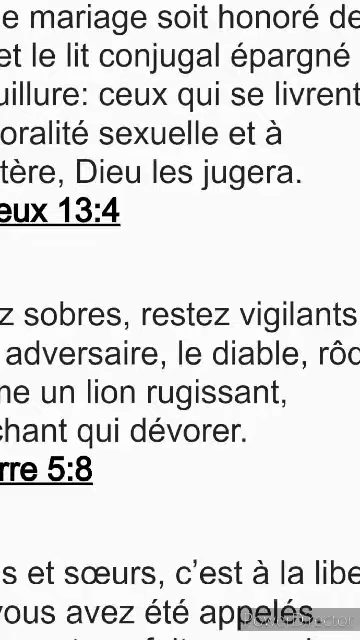 e mariage soit honoré de
et le lit conjugal épargné
uillure: ceux qui se livrent
oralité sexuelle et à
tère, Dieu les jugera.
eux 13:4
z sobres, restez vigilants
adversaire, le diable, rôd
me un lion rugissant,
chant qui dévorer.
rre 5:8
s et sœurs, c'est à la libe
vous avez été appelés.
PowerDirector